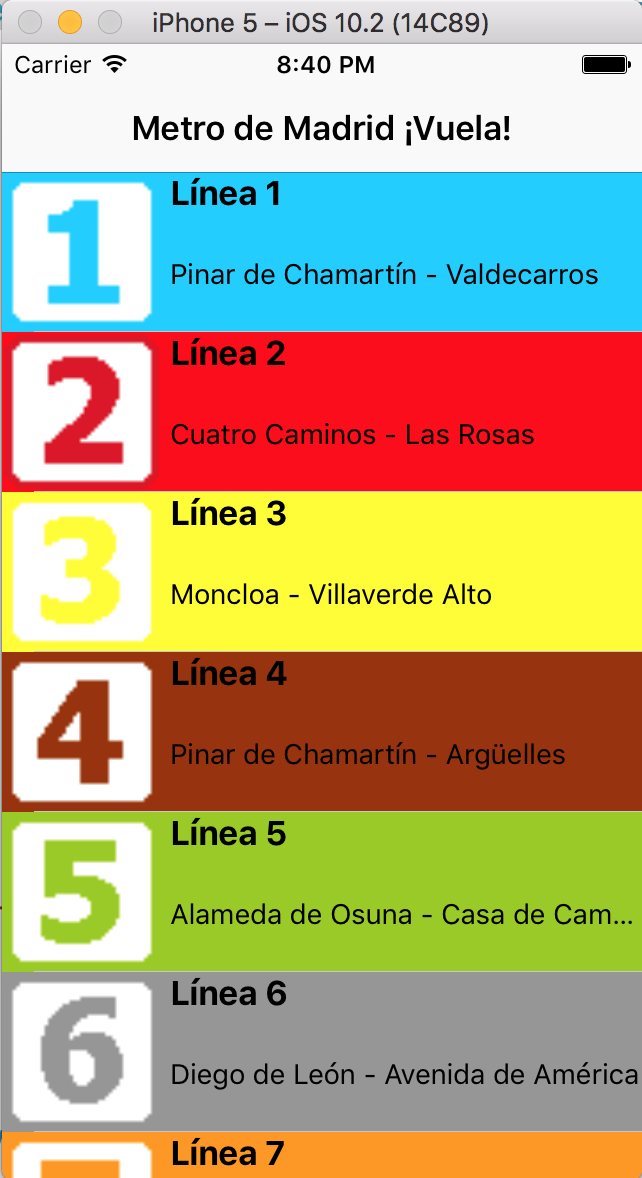 iPhone 5 – iOS 10.2 (14C89)
Carrier 8:40 PM
Metro de Madrid ¡Vuela!
1
Línea 1
Pinar de Chamartín - Valdecarros
2
Línea 2
Cuatro Caminos - Las Rosas
3
Línea 3
Moncloa - Villaverde Alto
4
Línea 4
Pinar de Chamartín - Argüelles
5
Línea 5
Alameda de Osuna - Casa de Cam...
6
Línea 6
Diego de León - Avenida de América
Línea 7